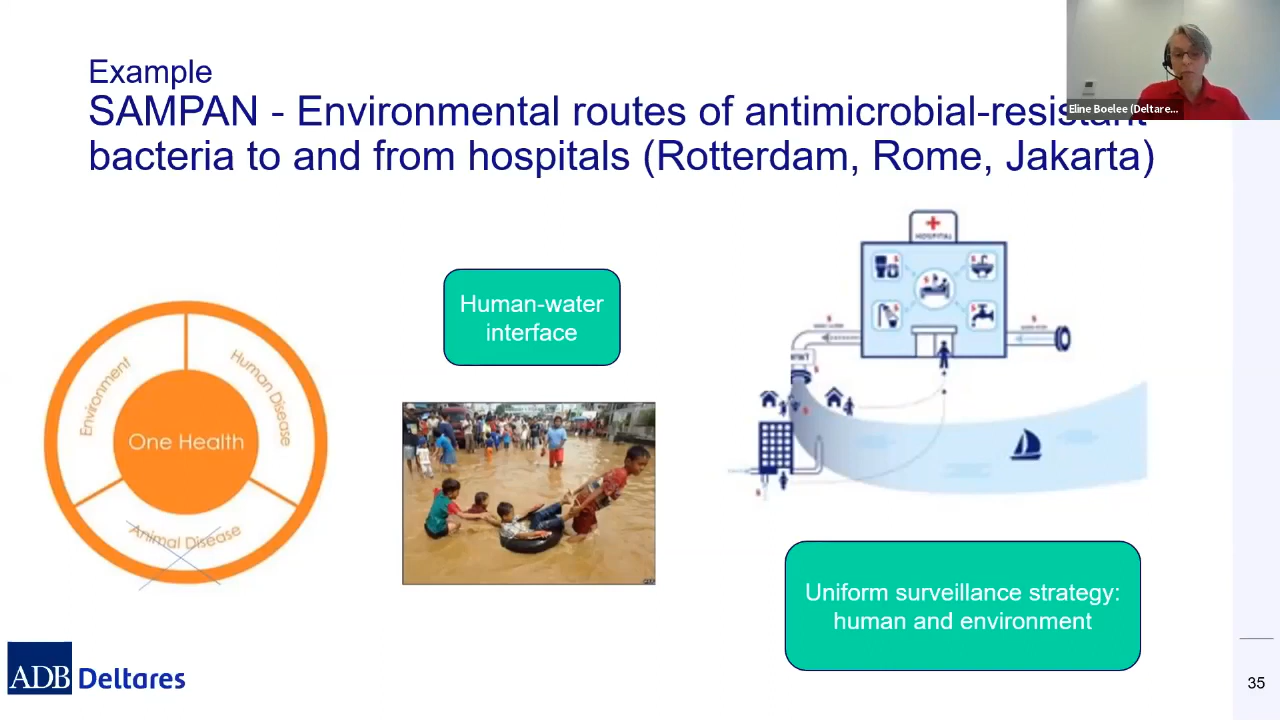 Example
SAMPAN - Environmental routes of antimicrobial-resistant
bacteria to and from hospitals (Rotterdam, Rome, Jakarta)
Eline Boelee (Deltare...
HOSPITAL
Human-water
interface
Environment
Human Disease
One Health
Animal Disease
Uniform surveillance strategy:
human and environment
ADB Deltares
35